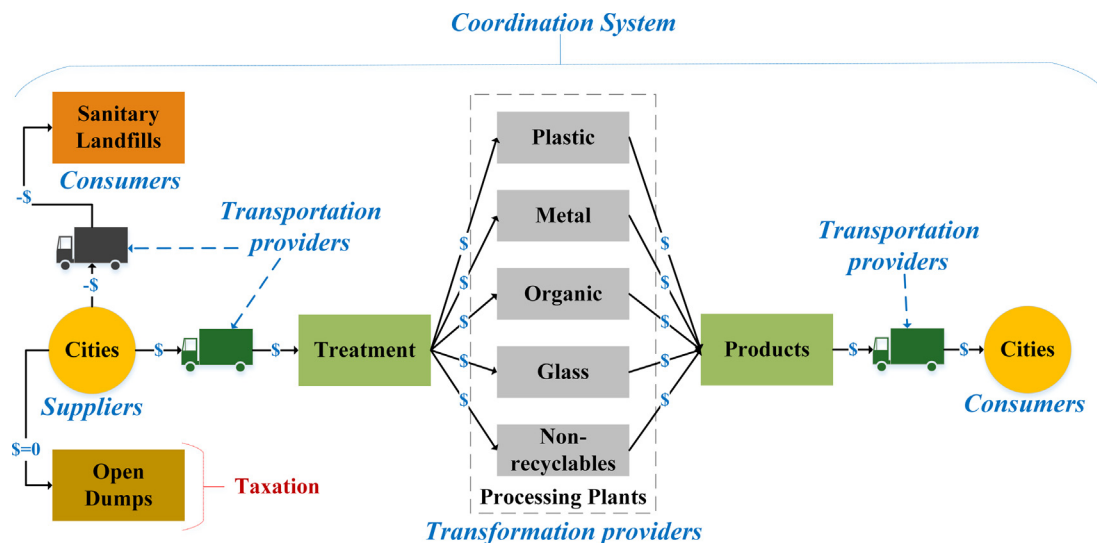 Coordination System
Sanitary
Landfills
Consumers
-$
Transportation
providers
-$
Cities
Suppliers
$
$
Treatment
$=0
Open
Dumps
Taxation
$
$
$
$
$
Plastic
Metal
Organic
Glass
Non-
recyclables
Processing Plants
Transformation providers
$
$
$
$
$
Products
Transportation
providers
$
$
Cities
Consumers